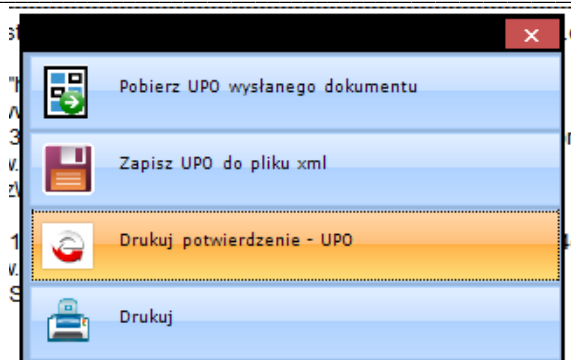 Pobierz UPO wysłanego dokumentu
Zapisz UPO do pliku xml
Drukuj potwierdzenie - UPO
Drukuj